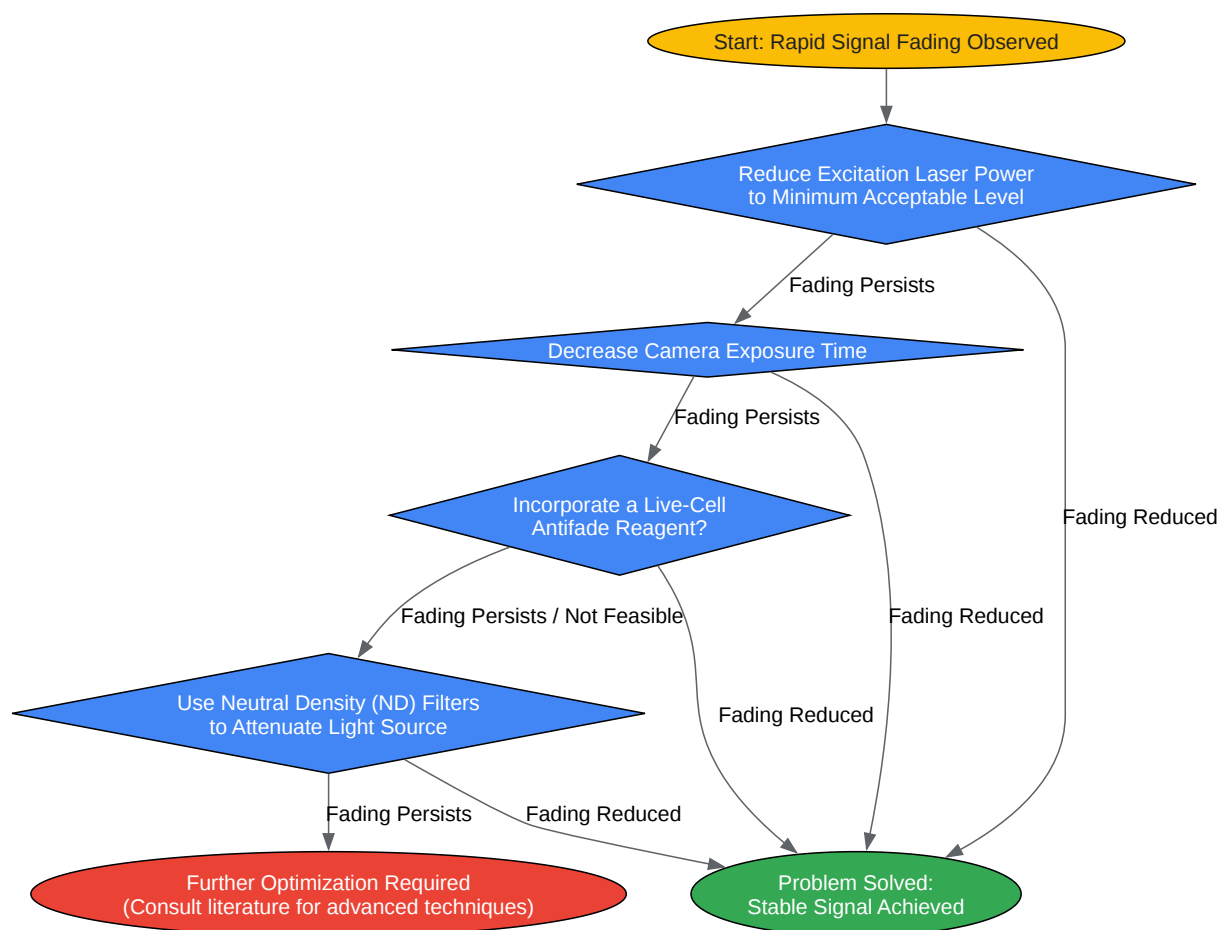 Start: Rapid Signal Fading Observed
Reduce Excitation Laser Power
to Minimum Acceptable Level
Fading Persists
Decrease Camera Exposure Time
Fading Persists
Incorporate a Live-Cell
Antifade Reagent?
Fading Reduced
Fading Persists / Not Feasible
Fading Reduced
Use Neutral Density (ND) Filters
to Attenuate Light Source
Fading Reduced
Fading Persists
Fading Reduced
Further Optimization Required
(Consult literature for advanced techniques)
Problem Solved:
Stable Signal Achieved